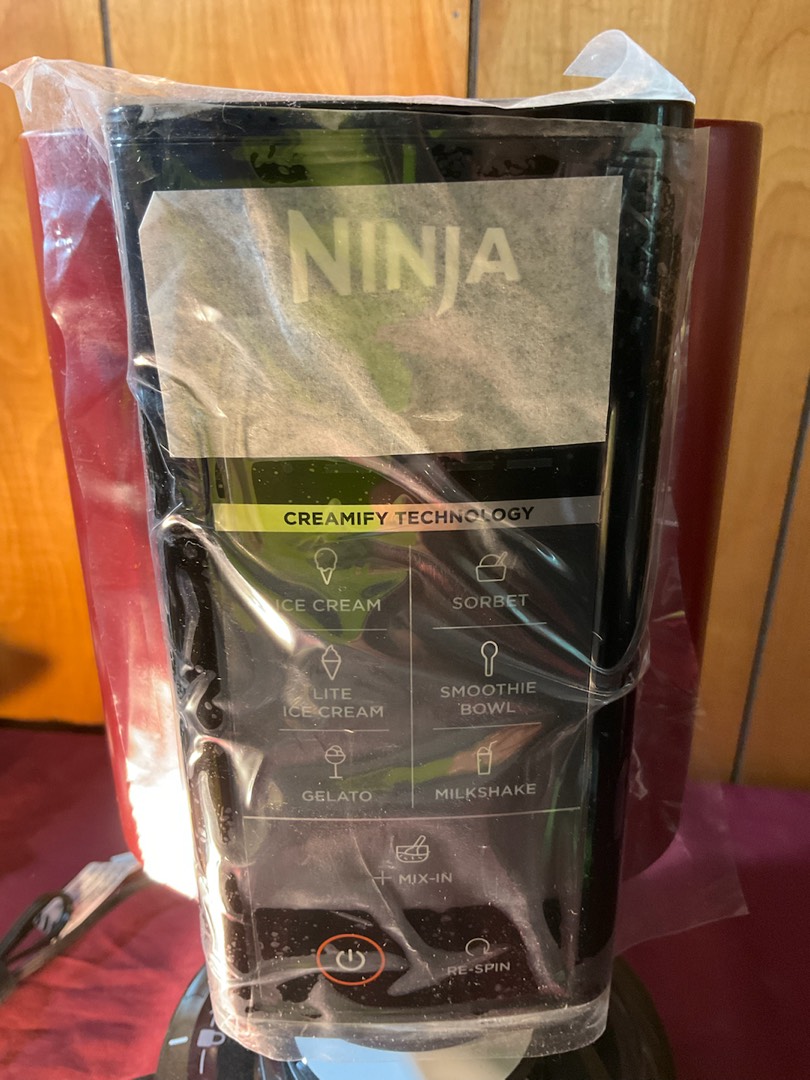 NINJA
CREAMIFY TECHNOLOGY
ICE CREAM
SORBET
LITE
ICE CREAM
SMOOTHIE
BOWL
GELATO
MILKSHAKE
+ MIX-IN
RE-SPIN